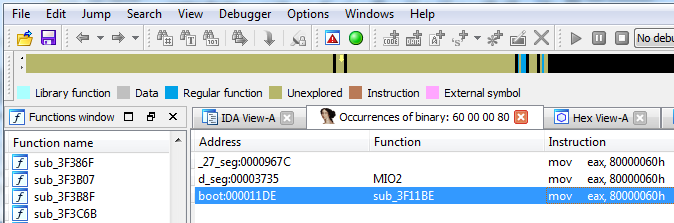 File Edit Jump Search View Debugger Options Windows Help
No debu
Library function Data Regular function Unexplored Instruction External symbol
Functions window IDA View-A Occurrences of binary: 60 00 00 80 Hex View-A
Function name Address Function Instruction
sub_3F386F _27_seg:0000967C mov eax, 80000060h
sub_3F3B07 d_seg:00003735 MIO2 mov eax, 80000060h
sub_3F3B8F boot:000011DE sub_3F11BE mov eax, 80000060h
sub_3F3C6B